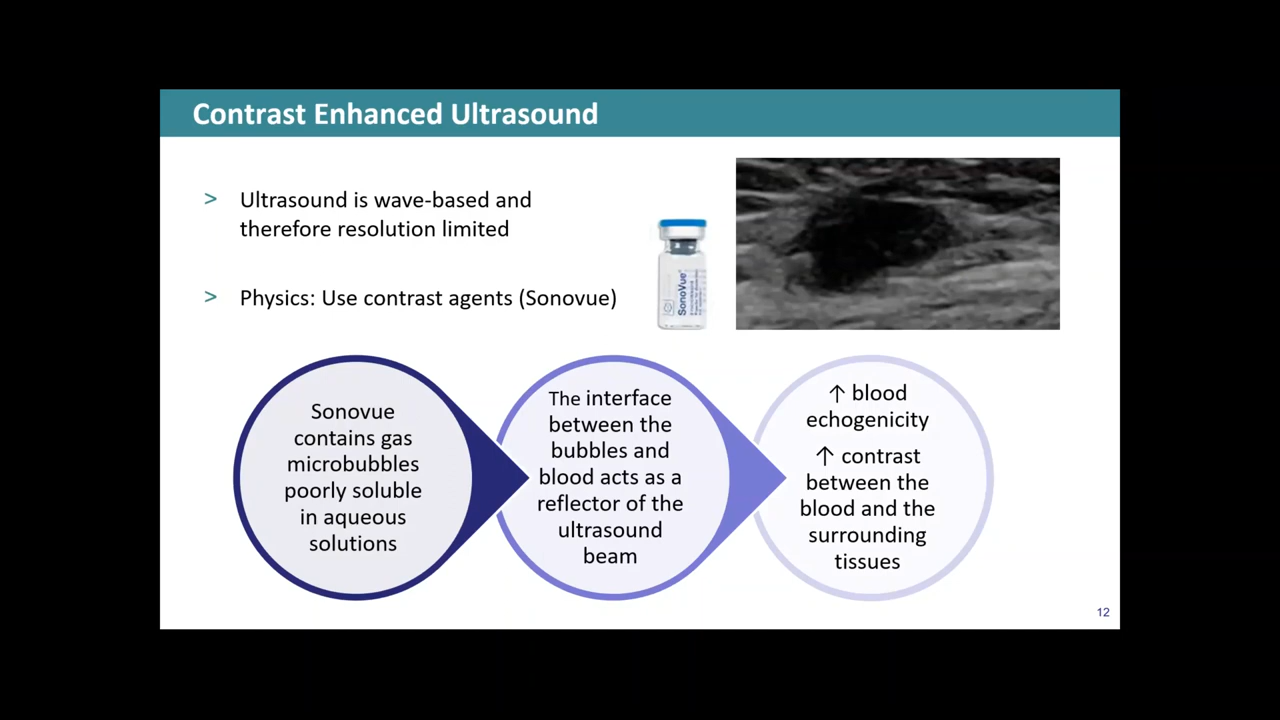 Contrast Enhanced Ultrasound
> Ultrasound is wave-based and
therefore resolution limited
> Physics: Use contrast agents (Sonovue)
SonoVue
Sonovue
contains gas
microbubbles
poorly soluble
in aqueous
solutions
The interface
between the
bubbles and
blood acts as a
reflector of the
ultrasound
beam
↑ blood
echogenicity
↑ contrast
between the
blood and the
surrounding
tissues
12